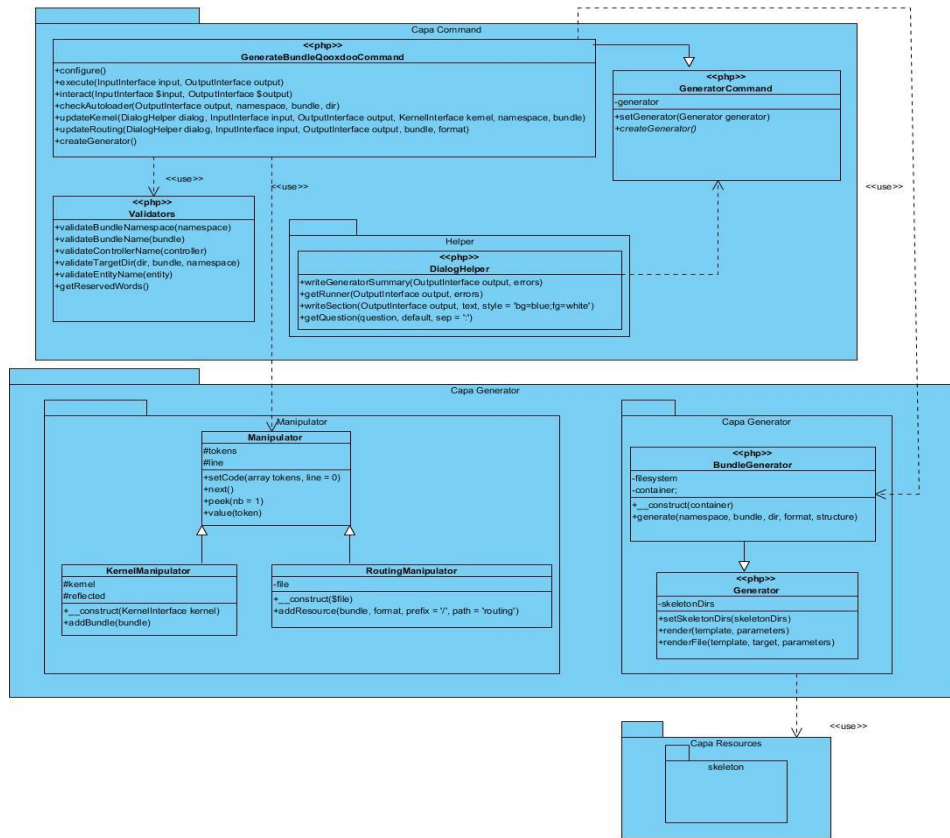 Capa Command
<<php>>
GenerateBundleQooxdooCommand
+configure()
+execute(InputInterface input, OutputInterface output)
+interact(InputInterface $input, OutputInterface $output)
+checkAutoloader(OutputInterface output, namespace, bundle, dir)
+updateKernel(DialogHelper dialog, InputInterface input, OutputInterface output, KernelInterface kernel, namespace, bundle)
+updateRouting(DialogHelper dialog, InputInterface input, OutputInterface output, bundle, format)
+createGenerator()
<<php>>
GeneratorCommand
-generator
+setGenerator(Generator generator)
+createGenerator()
<<use>>
<<use>>
<<use>>
<<php>>
Validators
+validateBundleNamespace(namespace)
+validateBundleName(bundle)
+validateControllerName(controller)
+validateTargetDir(dir, bundle, namespace)
+validateEntityName(entity)
+getReservedWords()
Helper
<<php>>
DialogHelper
+writeGeneratorSummary(OutputInterface output, errors)
+getRunner(OutputInterface output, errors)
+writeSection(OutputInterface output, text, style = 'bg=blue;fg=white')
+getQuestion(question, default, sep = ':')
Capa Generator
Manipulator
Manipulator
#tokens
#line
+setCode(array tokens, line = 0)
+next()
+peek(nb = 1)
+value(token)
KernelManipulator
#kernel
#reflected
+__construct(KernelInterface kernel)
+addBundle(bundle)
RoutingManipulator
-file
+__construct($file)
+addResource(bundle, format, prefix = '/', path = 'routing')
Capa Generator
<<php>>
BundleGenerator
-filesystem
-container;
+__construct(container)
+generate(namespace, bundle, dir, format, structure)
<<php>>
Generator
-skeletonDirs
+setSkeletonDirs(skeletonDirs)
+render(template, parameters)
+renderFile(template, target, parameters)
<<use>>
Capa Resources
skeleton